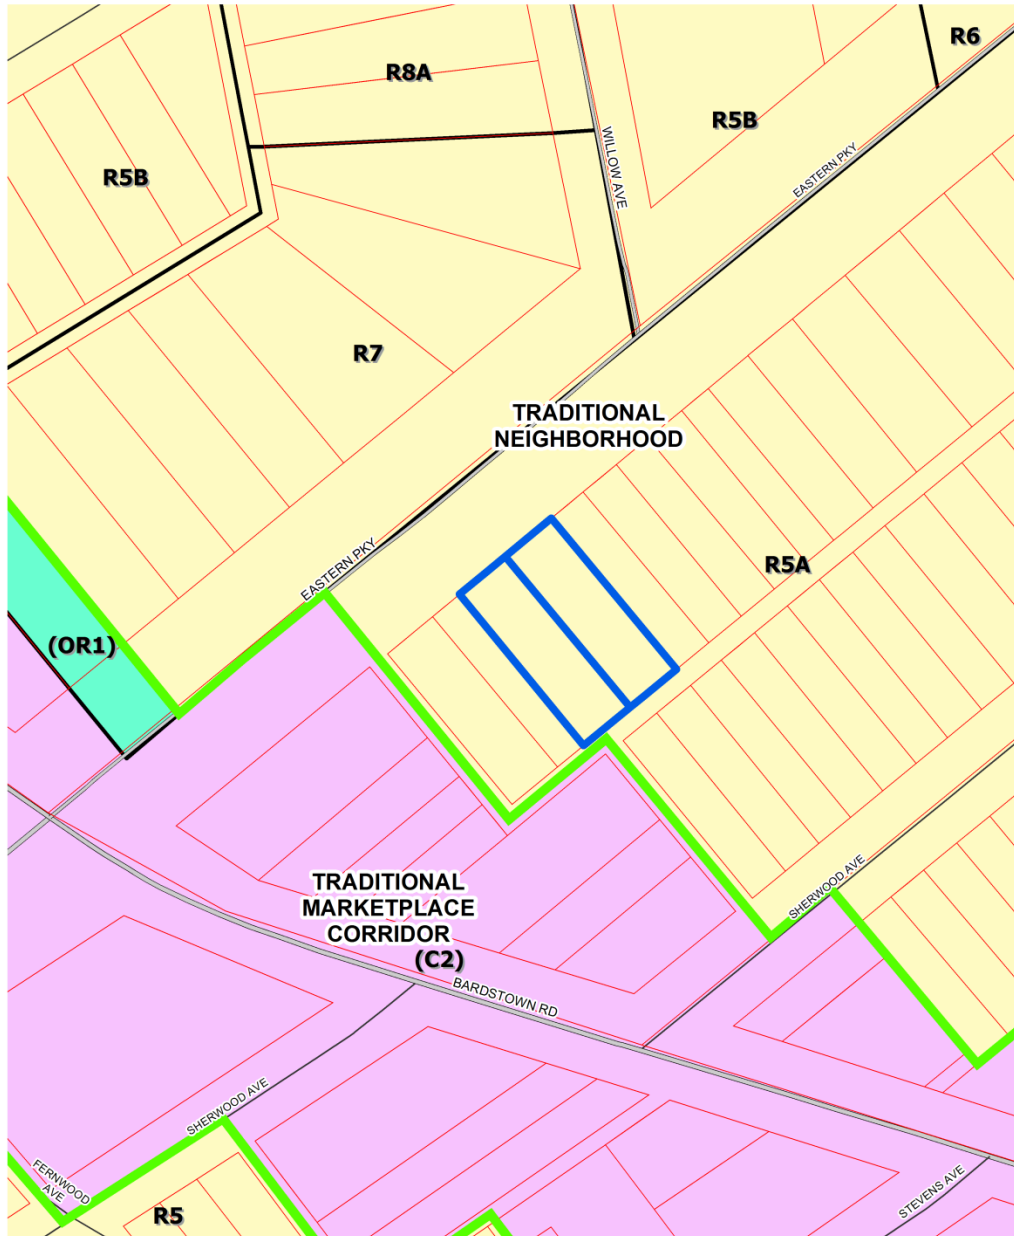 R6
R8A
R5B
WILLOW AVE
EASTERN PKY
R5B
R7
TRADITIONAL
NEIGHBORHOOD
EASTERN PKY
R5A
(OR1)
TRADITIONAL
MARKETPLACE
CORRIDOR
(C2)
SHERWOOD AVE
BARDSTOWN RD
SHERWOOD AVE
FERNWOOD
AVE
STEVENS AVE
R5